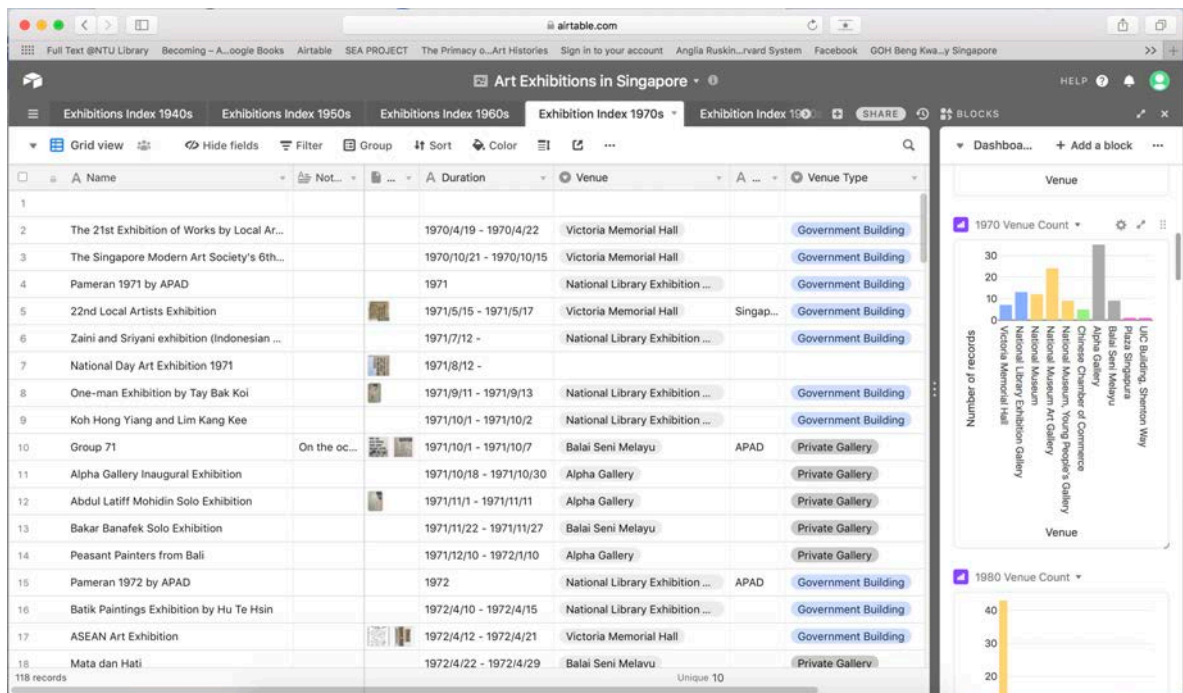 airtable.com
Full Text @NTU Library Becoming – A...oogle Books Airtable SEA PROJECT The Primacy o...Art Histories Sign in to your account Anglia Ruskin...rvard System Facebook GOH Beng Kwa...y Singapore >> +
Art Exhibitions in Singapore HELP
Exhibitions Index 1940s Exhibitions Index 1950s Exhibitions Index 1960s Exhibition Index 1970s Exhibition Index SHARE BLOCKS
Grid view Hide fields Filter Group Sort Color ... Dashboa... + Add a block ...
A Name Not... ... A Duration Venue A ... Venue Type
1
2 The 21st Exhibition of Works by Local Ar... 1970/4/19 - 1970/4/22 Victoria Memorial Hall Government Building
3 The Singapore Modern Art Society's 6th... 1970/10/21 - 1970/10/15 Victoria Memorial Hall Government Building
4 Pameran 1971 by APAD 1971 National Library Exhibition ... Government Building
5 22nd Local Artists Exhibition 1971/5/15 - 1971/5/17 Victoria Memorial Hall Singap... Government Building
6 Zaini and Sriyani exhibition (Indonesian ... 1971/7/12 - Government Building
7 National Day Art Exhibition 1971 1971/8/12 -
8 One-man Exhibition by Tay Bak Koi 1971/9/11 - 1971/9/13 National Library Exhibition ... Government Building
9 Koh Hong Yiang and Lim Kang Kee 1971/10/1 - 1971/10/2 National Library Exhibition ... Government Building
10 Group 71 On the oc... 1971/10/1 - 1971/10/7 Balai Seni Melayu APAD Private Gallery
11 Alpha Gallery Inaugural Exhibition 1971/10/18 - 1971/10/30 Alpha Gallery Private Gallery
12 Abdul Latiff Mohidin Solo Exhibition 1971/11/1 - 1971/11/11 Alpha Gallery Private Gallery
13 Bakar Banafek Solo Exhibition 1971/11/22 - 1971/11/27 Balai Seni Melayu Private Gallery
14 Peasant Painters from Bali 1971/12/10 - 1972/1/10 Alpha Gallery Private Gallery
15 Pameran 1972 by APAD 1972 National Library Exhibition ... APAD Government Building
16 Batik Paintings Exhibition by Hu Te Hsin 1972/4/10 - 1972/4/15 National Library Exhibition ... Government Building
17 ASEAN Art Exhibition 1972/4/12 - 1972/4/21 Victoria Memorial Hall Government Building
18 Mata dan Hati 1972/4/22 - 1972/4/29 Balai Seni Melayu Private Gallery
118 records Unique 10
Venue
1970 Venue Count
30
20
10
0
Number of records
Victoria Memorial Hall
National Library Exhibition Gallery
National Museum
National Museum Art Gallery
National Museum, Young People's Gallery
Chinese Chamber of Commerce
Alpha Gallery
Balai Seni Melayu
Plaza Singapura
UIC Building, Shenton Way
Venue
1980 Venue Count
40
30
20